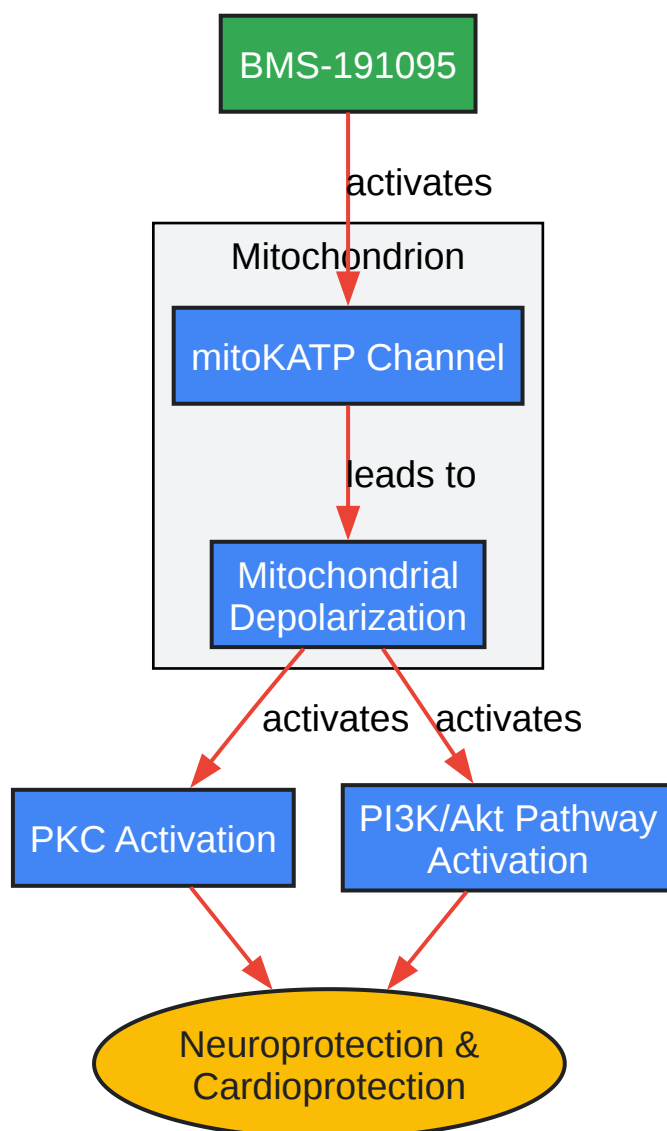 BMS-191095
activates
Mitochondrion
mitoKATP Channel
leads to
Mitochondrial
Depolarization
activates
activates
PKC Activation
PI3K/Akt Pathway
Activation
Neuroprotection &
Cardioprotection